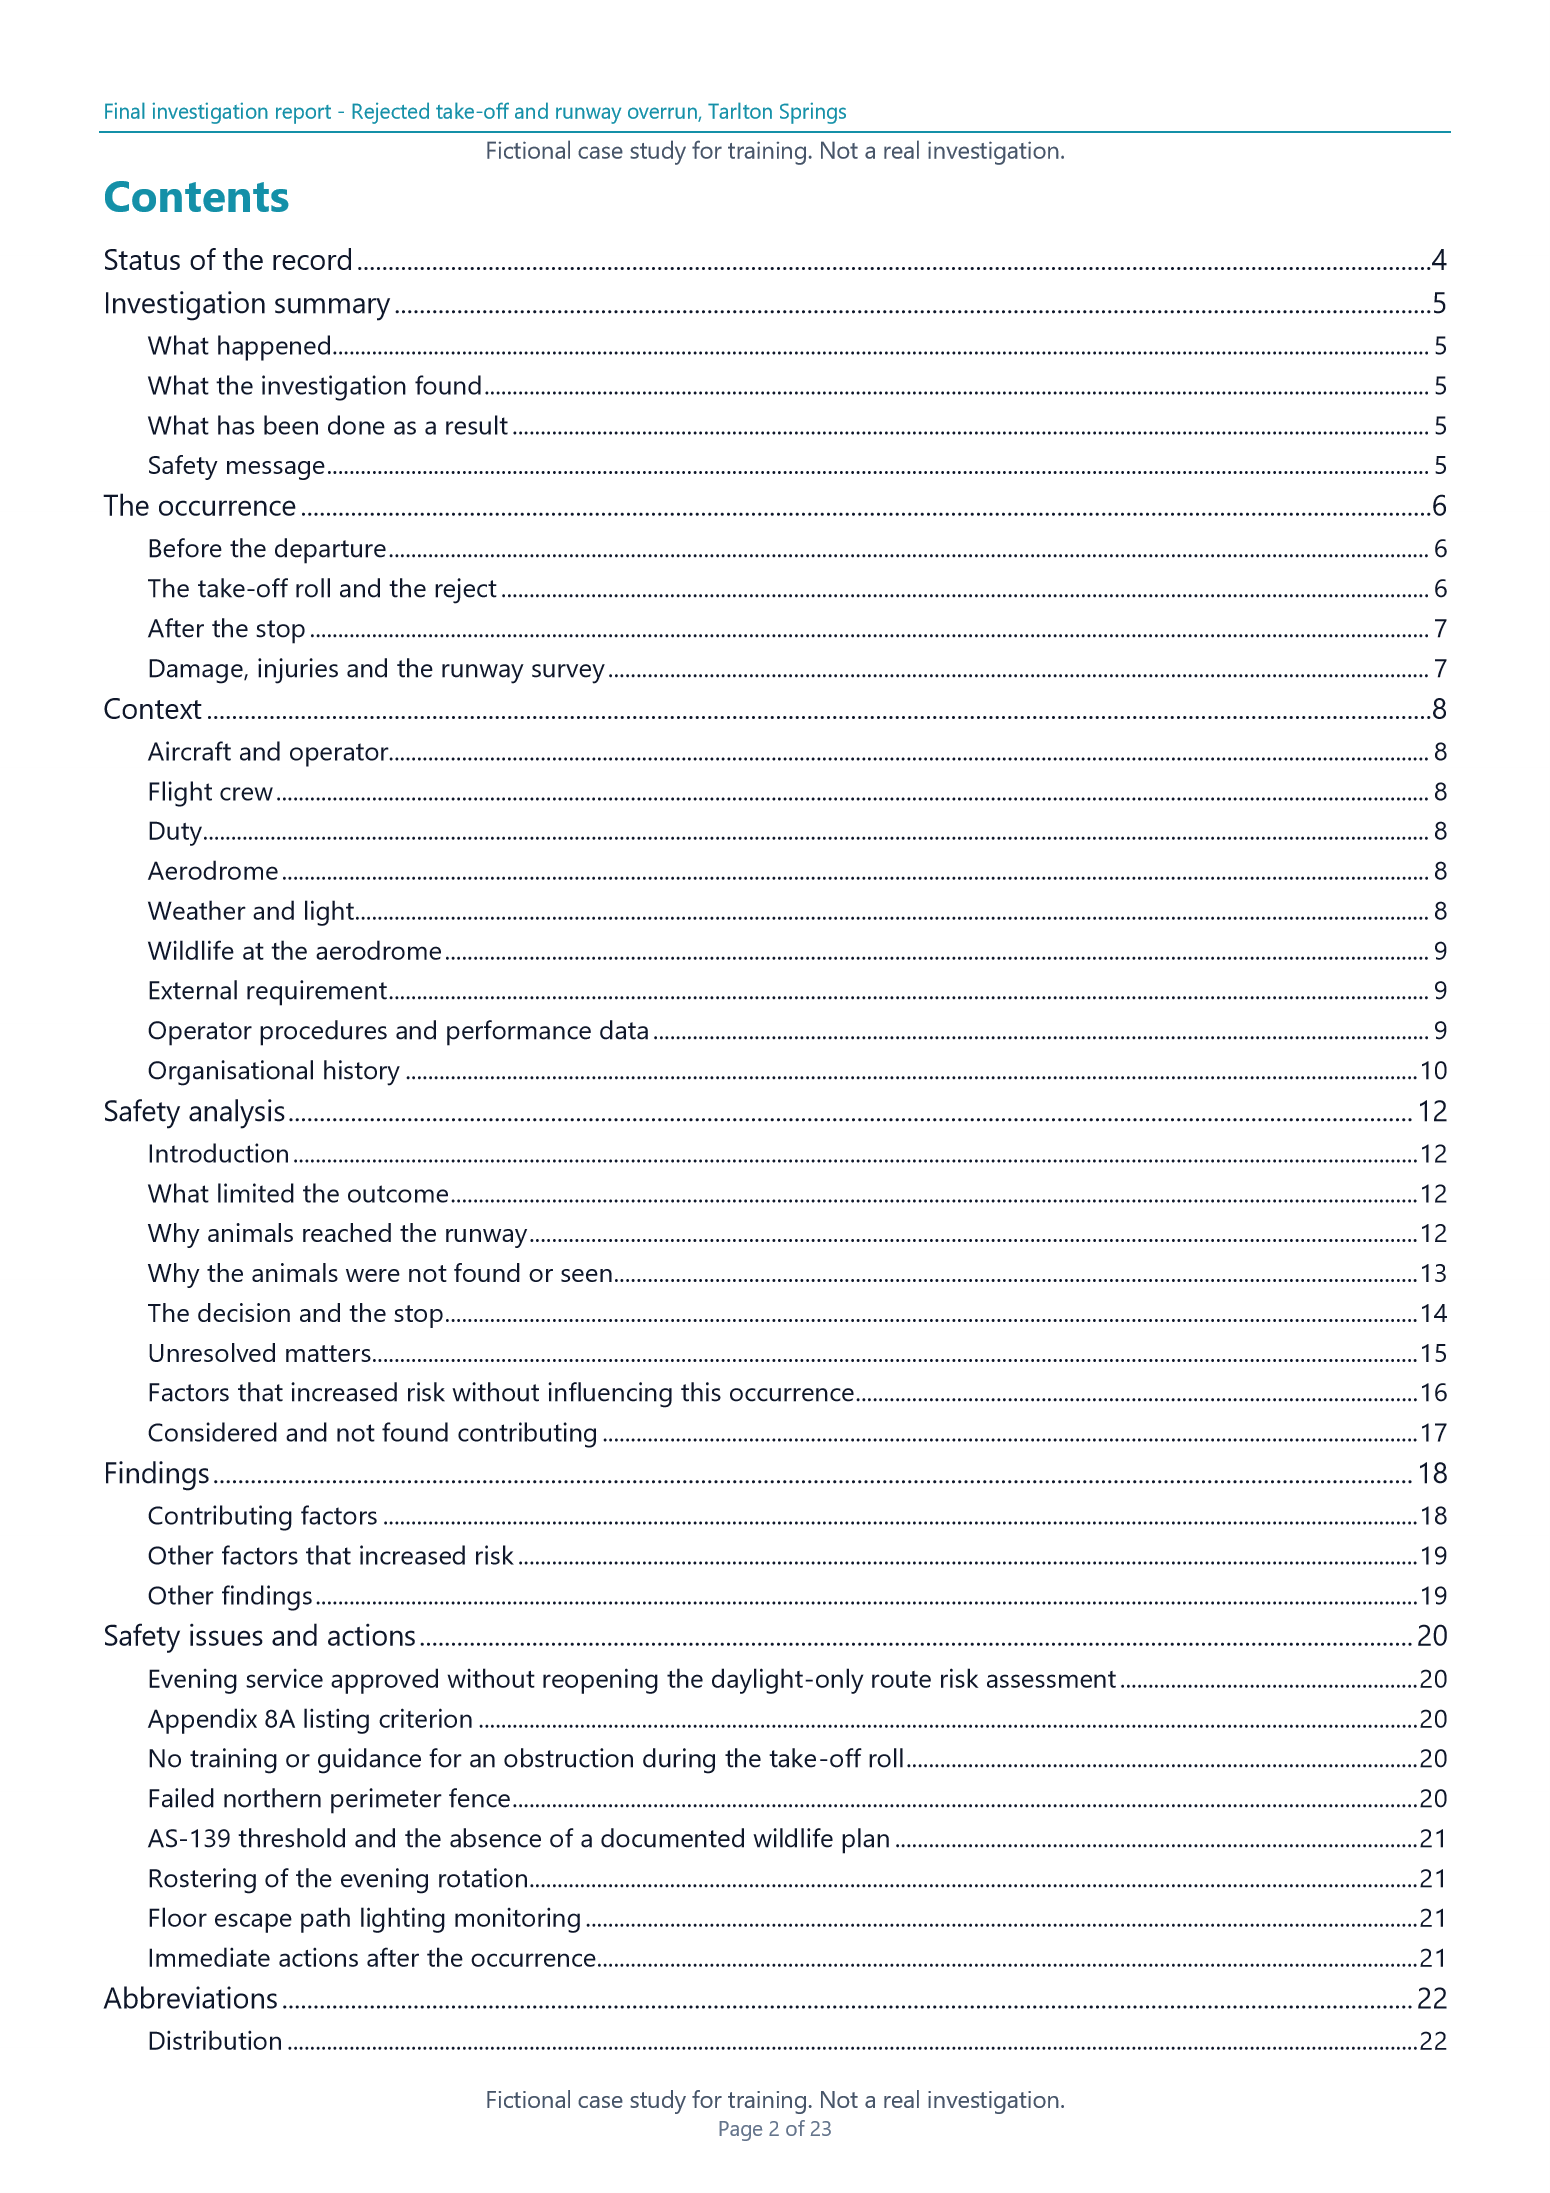 Final investigation report - Rejected take-off and runway overrun, Tarlton Springs
Fictional case study for training. Not a real investigation.
Contents
Status of the record 4
Investigation summary 5
What happened 5
What the investigation found 5
What has been done as a result 5
Safety message 5
The occurrence 6
Before the departure 6
The take-off roll and the reject 6
After the stop 7
Damage, injuries and the runway survey 7
Context 8
Aircraft and operator 8
Flight crew 8
Duty 8
Aerodrome 8
Weather and light 8
Wildlife at the aerodrome 9
External requirement 9
Operator procedures and performance data 9
Organisational history 10
Safety analysis 12
Introduction 12
What limited the outcome 12
Why animals reached the runway 12
Why the animals were not found or seen 13
The decision and the stop 14
Unresolved matters 15
Factors that increased risk without influencing this occurrence 16
Considered and not found contributing 17
Findings 18
Contributing factors 18
Other factors that increased risk 19
Other findings 19
Safety issues and actions 20
Evening service approved without reopening the daylight-only route risk assessment 20
Appendix 8A listing criterion 20
No training or guidance for an obstruction during the take-off roll 20
Failed northern perimeter fence 20
AS-139 threshold and the absence of a documented wildlife plan 21
Rostering of the evening rotation 21
Floor escape path lighting monitoring 21
Immediate actions after the occurrence 21
Abbreviations 22
Distribution 22
Fictional case study for training. Not a real investigation.
Page 2 of 23